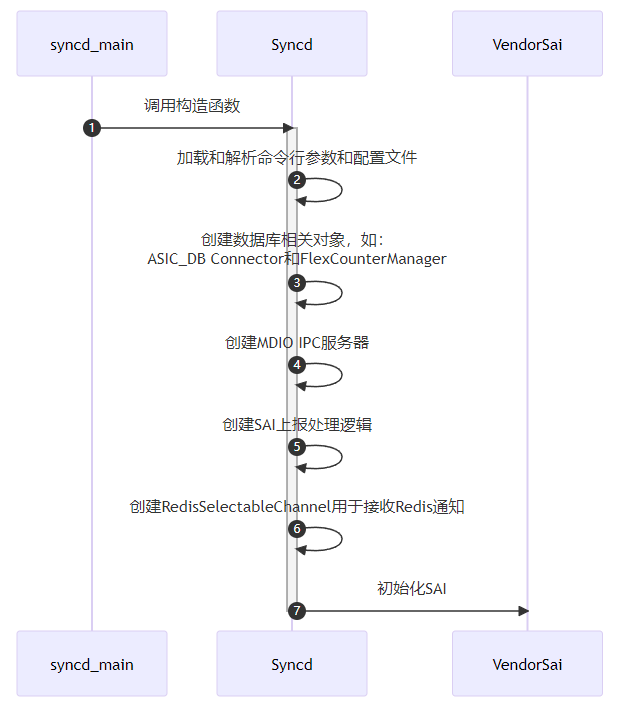 syncd_main
Syncd
VendorSai
调用构造函数
1
加载和解析命令行参数和配置文件
2
创建数据库相关对象，如：
ASIC_DB Connector和FlexCounterManager
3
创建MDIO IPC服务器
4
创建SAI上报处理逻辑
5
创建RedisSelectableChannel用于接收Redis通知
6
初始化SAI
7
syncd_main
Syncd
VendorSai